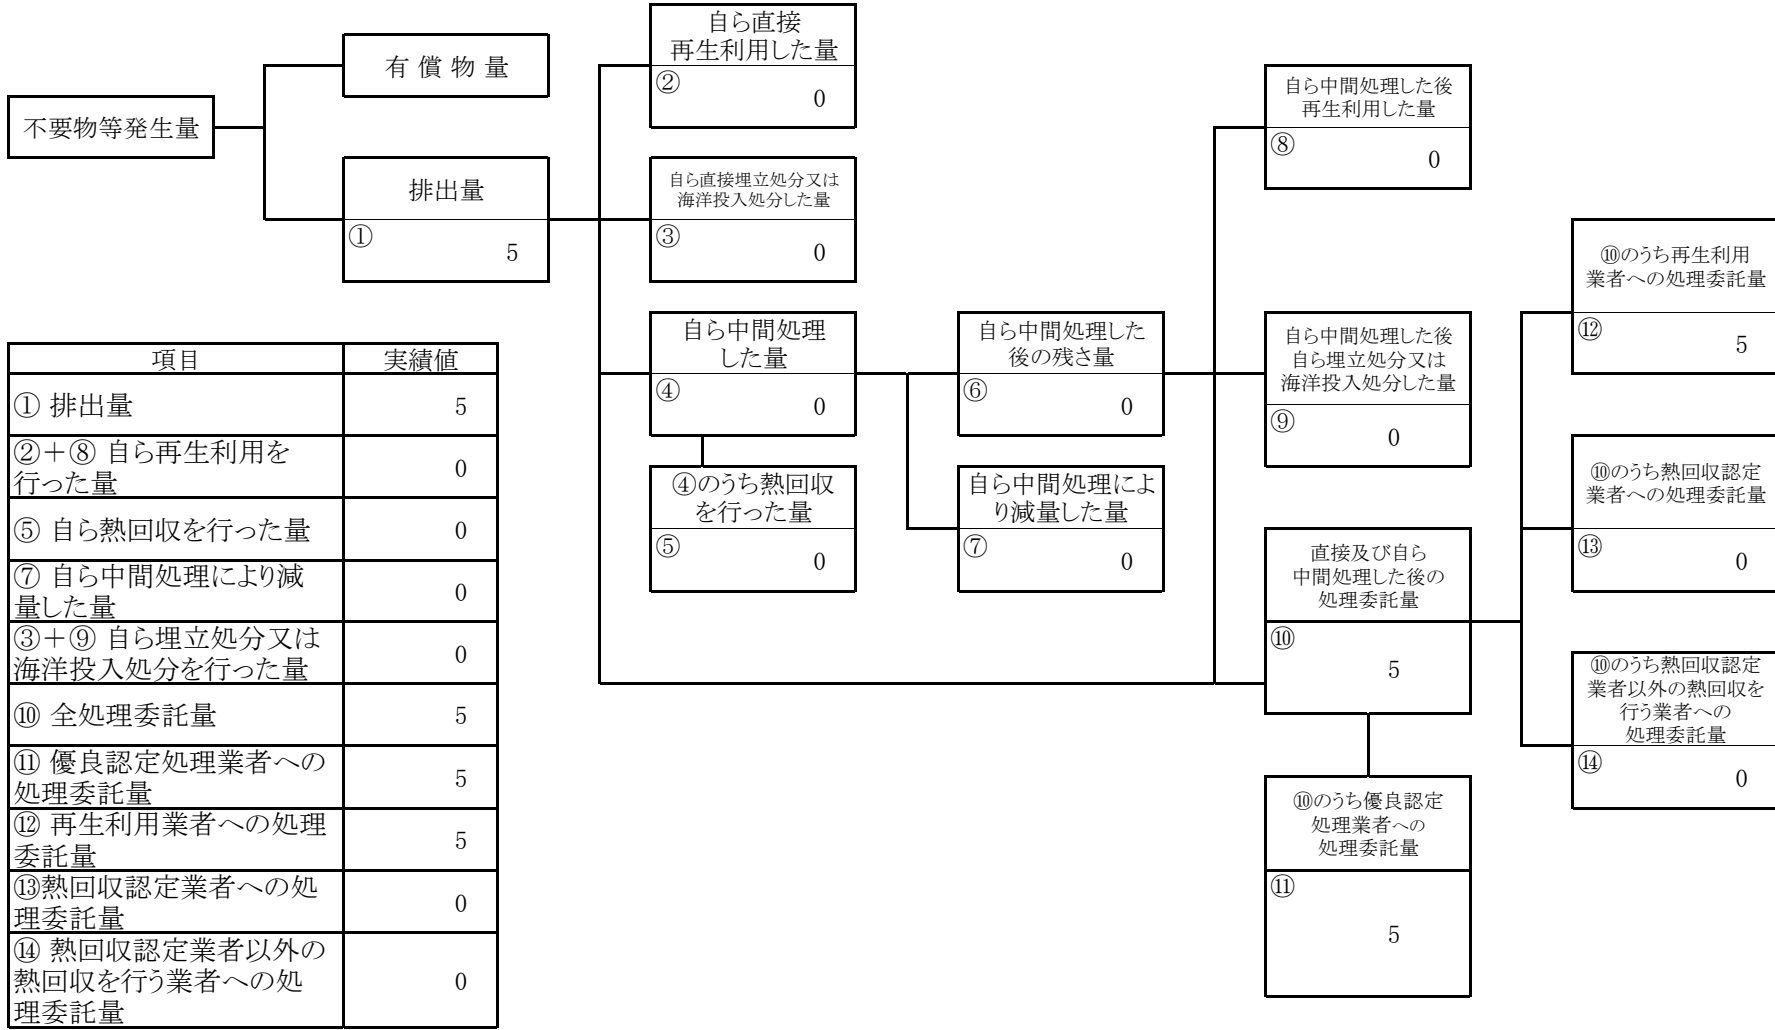 不要物等発生量
有 償 物 量
排出量
①
5
自ら直接
再生利用した量
②
0
自ら直接埋立処分又は
海洋投入処分した量
③
0
自ら中間処理
した量
④
0
④のうち熱回収
を行った量
⑤
0
自ら中間処理した
後の残さ量
⑥
0
自ら中間処理によ
り減量した量
⑦
0
自ら中間処理した後
再生利用した量
⑧
0
自ら中間処理した後
自ら埋立処分又は
海洋投入処分した量
⑨
0
直接及び自ら
中間処理した後の
処理委託量
⑩
5
⑩のうち優良認定
処理業者への
処理委託量
⑪
5
⑩のうち再生利用
業者への処理委託量
⑫
5
⑩のうち熱回収認定
業者への処理委託量
⑬
0
⑩のうち熱回収認定
業者以外の熱回収を
行う業者への
処理委託量
⑭
0
項目 実績値
① 排出量 5
②+⑧ 自ら再生利用を
行った量 0
⑤ 自ら熱回収を行った量 0
⑦ 自ら中間処理により減
量した量 0
③+⑨ 自ら埋立処分又は
海洋投入処分を行った量 0
⑩ 全処理委託量 5
⑪ 優良認定処理業者への
処理委託量 5
⑫ 再生利用業者への処理
委託量 5
⑬熱回収認定業者への処
理委託量 0
⑭ 熱回収認定業者以外の
熱回収を行う業者への処
理委託量 0